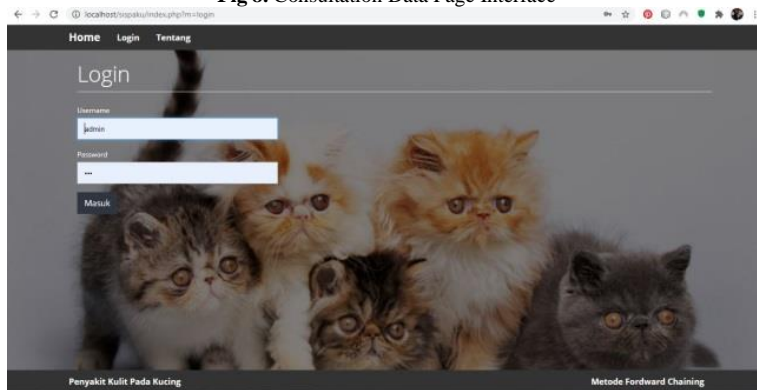 Fig 8. Consultation Data Page Interface
localhost/sispaku/index.php?m=login
Home Login Tentang
Login
Username
admin
Password
•••
Masuk
Penyakit Kulit Pada Kucing Metode Fordward Chaining